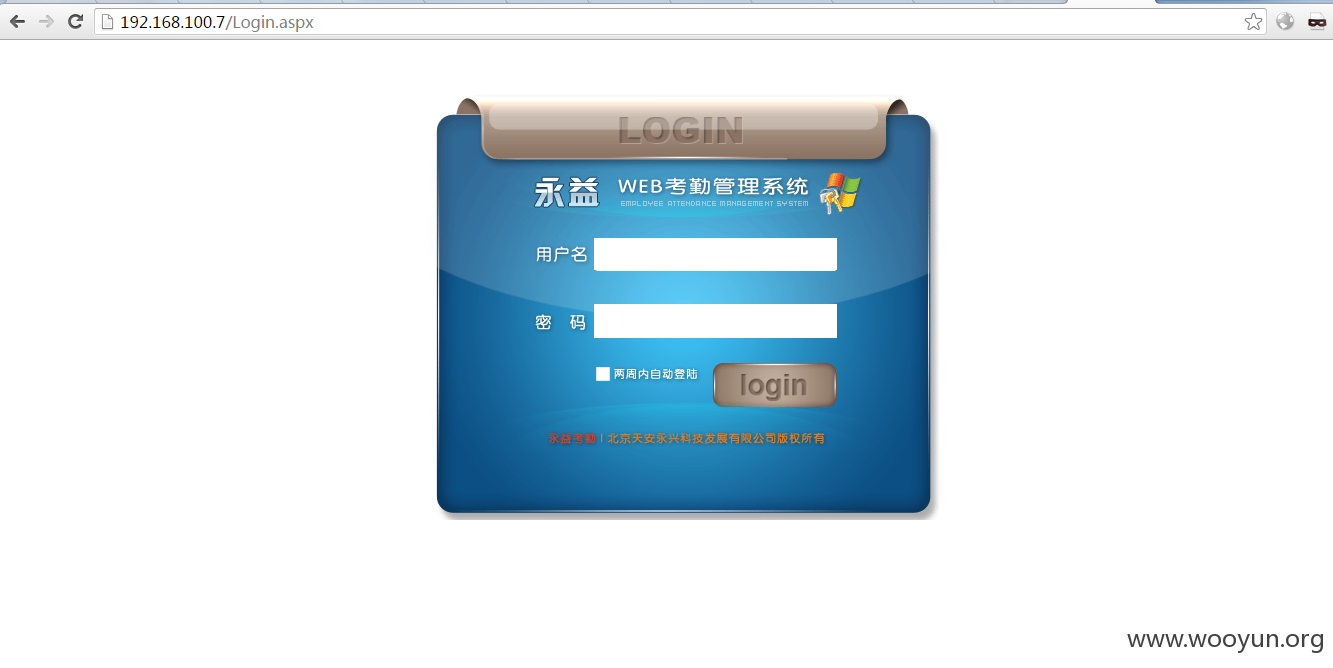 192.168.100.7/Login.aspx
LOGIN
永益 WEB考勤管理系统
EMPLOYEE ATTENDANCE MANAGEMENT SYSTEM
用户名
密 码
两周内自动登陆
login
永益考勤 | 北京天安永兴科技发展有限公司版权所有
www.wooyun.org